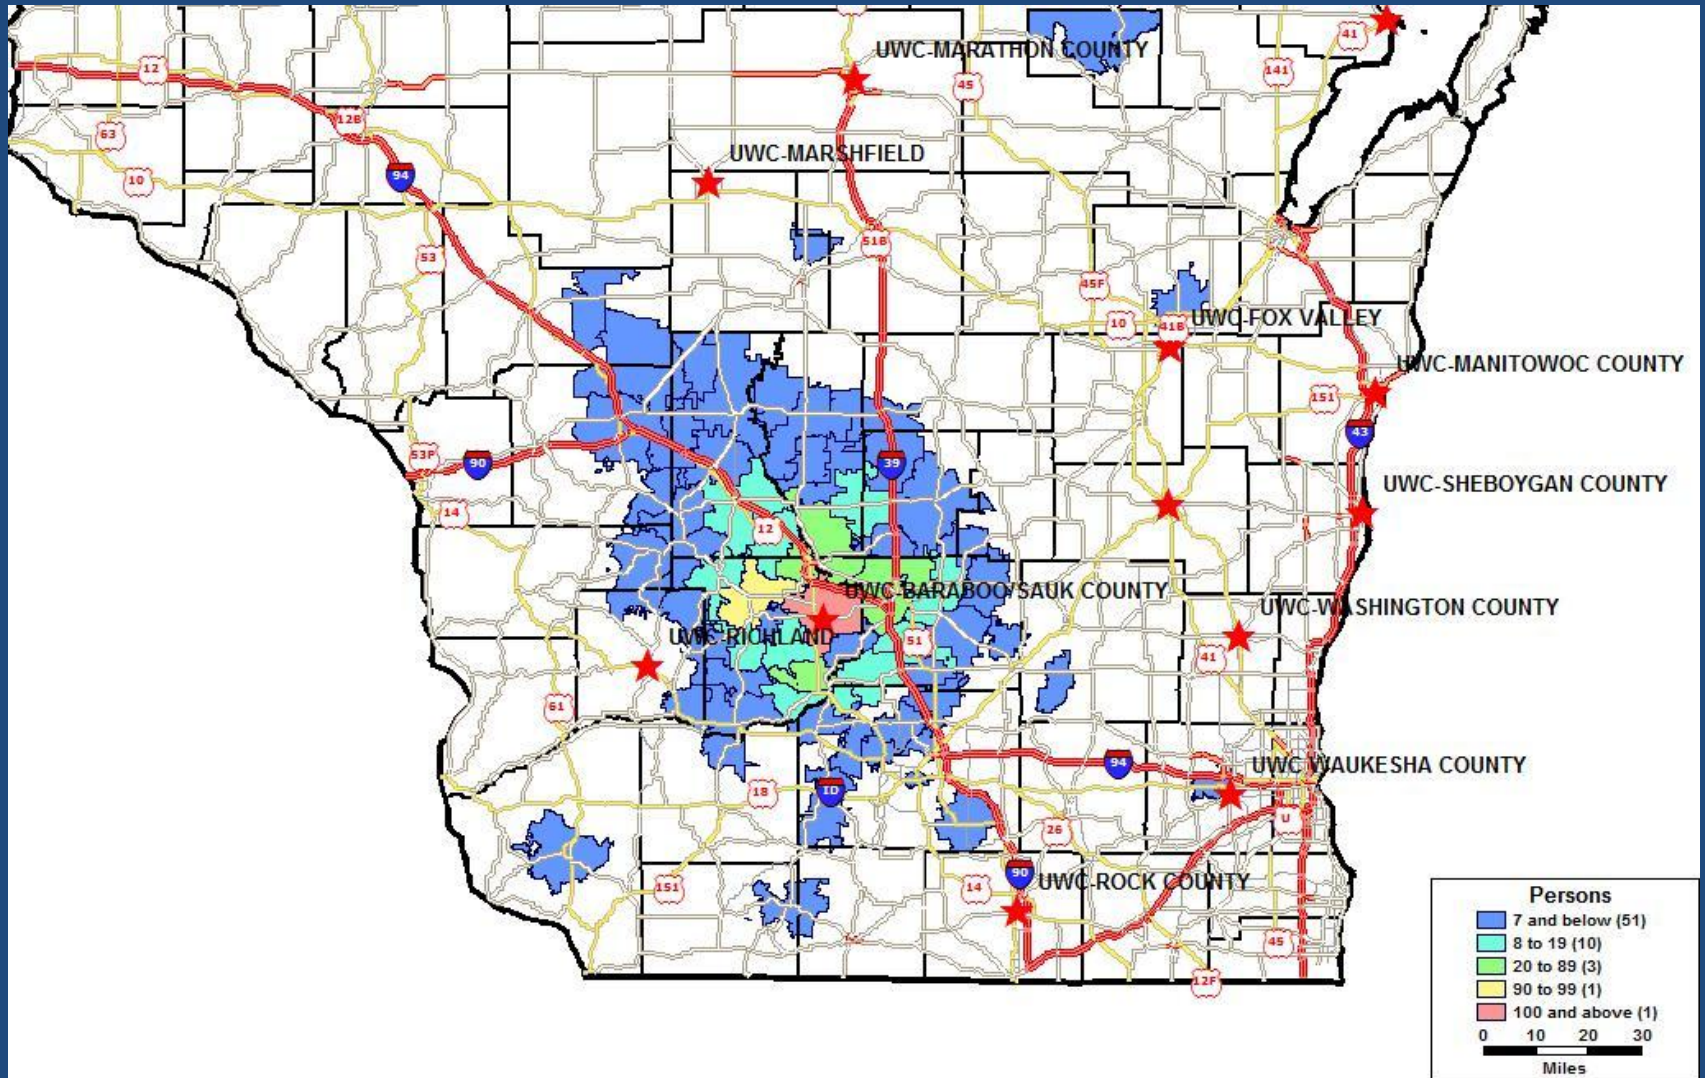 41
UWC-MARATHON COUNTY
12
141
45
12B
63
UWC-MARSHFIELD
94
10
51B
53
45F
10
41B
UWC-FOX VALLEY
UWC-MANITOWOC COUNTY
151
43
53F
90
39
UWC-SHEBOYGAN COUNTY
14
12
UWC-BARABOO/SAUK COUNTY
UWC-WASHINGTON COUNTY
UWC-RICHLAND
51
41
61
94
UWC WAUKESHA COUNTY
18
ID
U
26
90
UWC-ROCK COUNTY
151
14
45
12F
Persons
7 and below (51)
8 to 19 (10)
20 to 89 (3)
90 to 99 (1)
100 and above (1)
0 10 20 30
Miles